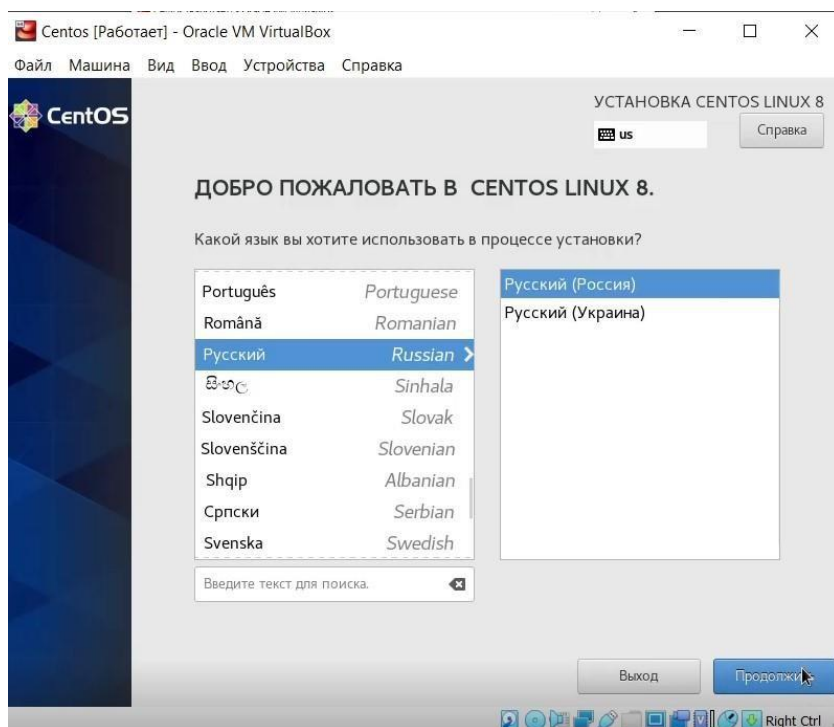 Centos [Работает] - Oracle VM VirtualBox
Файл Машина Вид Ввод Устройства Справка
CentOS
УСТАНОВКА CENTOS LINUX 8
us
Справка
ДОБРО ПОЖАЛОВАТЬ В CENTOS LINUX 8.
Какой язык вы хотите использовать в процессе установки?
Português Portuguese
Română Romanian
Русский Russian
සිංහල Sinhala
Slovenčina Slovak
Slovenščina Slovenian
Shqip Albanian
Српски Serbian
Svenska Swedish
Русский (Россия)
Русский (Украина)
Введите текст для поиска.
Выход
Продолжить
Right Ctrl